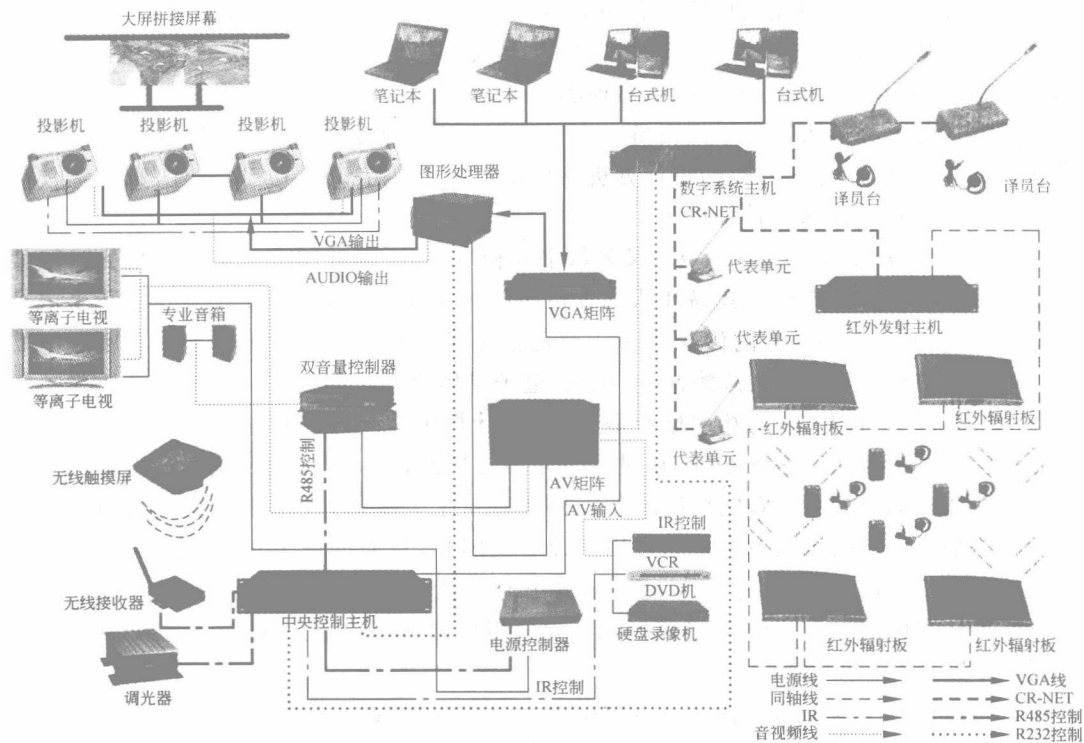 大屏拼接屏幕
笔记本
笔记本
台式机
台式机
投影机
投影机
投影机
投影机
图形处理器
数字系统主机
CR-NET
译员台
译员台
VGA输出
AUDIO输出
代表单元
等离子电视
专业音箱
VGA矩阵
红外发射主机
代表单元
双音量控制器
等离子电视
红外辐射板
红外辐射板
代表单元
无线触摸屏
R485控制
AV矩阵
AV输入
IR控制
VCR
DVD机
无线接收器
中央控制主机
电源控制器
硬盘录像机
红外辐射板
红外辐射板
调光器
IR控制
电源线
VGA线
同轴线
CR-NET
IR
R485控制
音视频线
R232控制